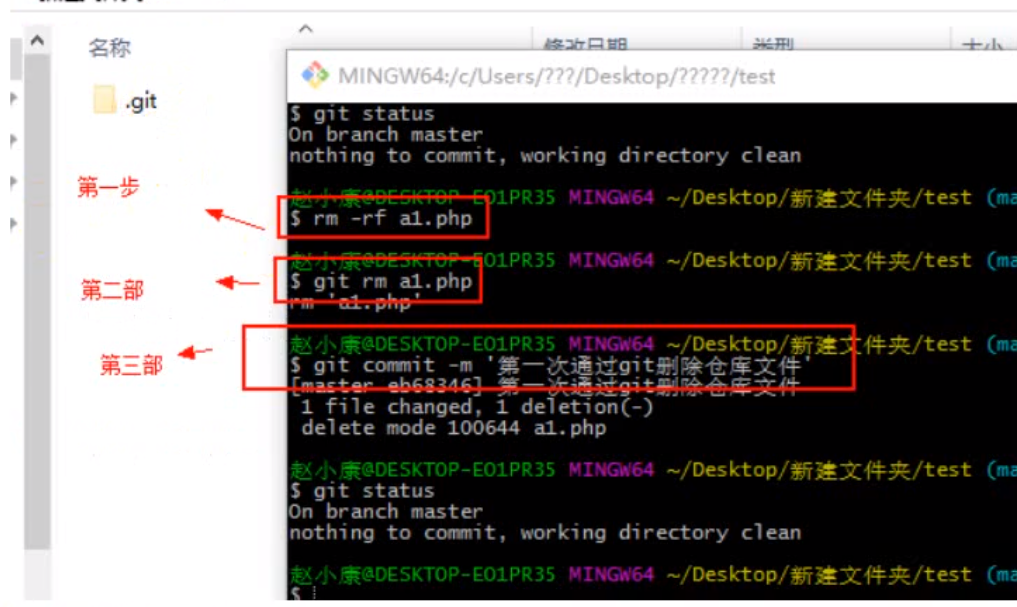 名称
修改日期
类型
大小
.git
MINGW64:/c/Users/???/Desktop/?????/test
$ git status
On branch master
nothing to commit, working directory clean
第一步
赵小康@DESKTOP-EO1PR35 MINGW64 ~/Desktop/新建文件夹/test (ma
$ rm -rf a1.php
赵小康@DESKTOP-EO1PR35 MINGW64 ~/Desktop/新建文件夹/test (ma
第二部
$ git rm a1.php
rm 'a1.php'
赵小康@DESKTOP-EO1PR35 MINGW64 ~/Desktop/新建文件夹/test (ma
第三部
$ git commit -m '第一次通过git删除仓库文件'
[master eb68346] 第一次通过git删除仓库文件
1 file changed, 1 deletion(-)
delete mode 100644 a1.php
赵小康@DESKTOP-EO1PR35 MINGW64 ~/Desktop/新建文件夹/test (ma
$ git status
On branch master
nothing to commit, working directory clean
赵小康@DESKTOP-EO1PR35 MINGW64 ~/Desktop/新建文件夹/test (ma
$